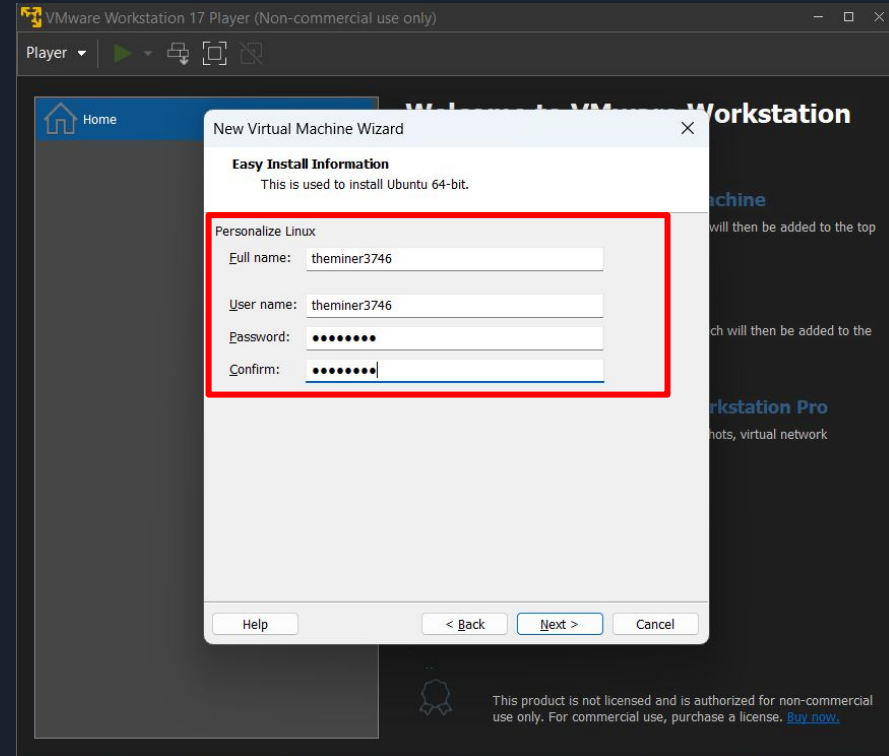 VMware Workstation 17 Player (Non-commercial use only)
Player
Home
orkstation
New Virtual Machine Wizard
Easy Install Information
This is used to install Ubuntu 64-bit.
achine
will then be added to the top
Personalize Linux
Full name: theminer3746
User name: theminer3746
ch will then be added to the
Password: ●●●●●●●●
Confirm: ●●●●●●●●
rkstation Pro
hots, virtual network
Help
< Back
Next >
Cancel
This product is not licensed and is authorized for non-commercial
use only. For commercial use, purchase a license. Buy now.